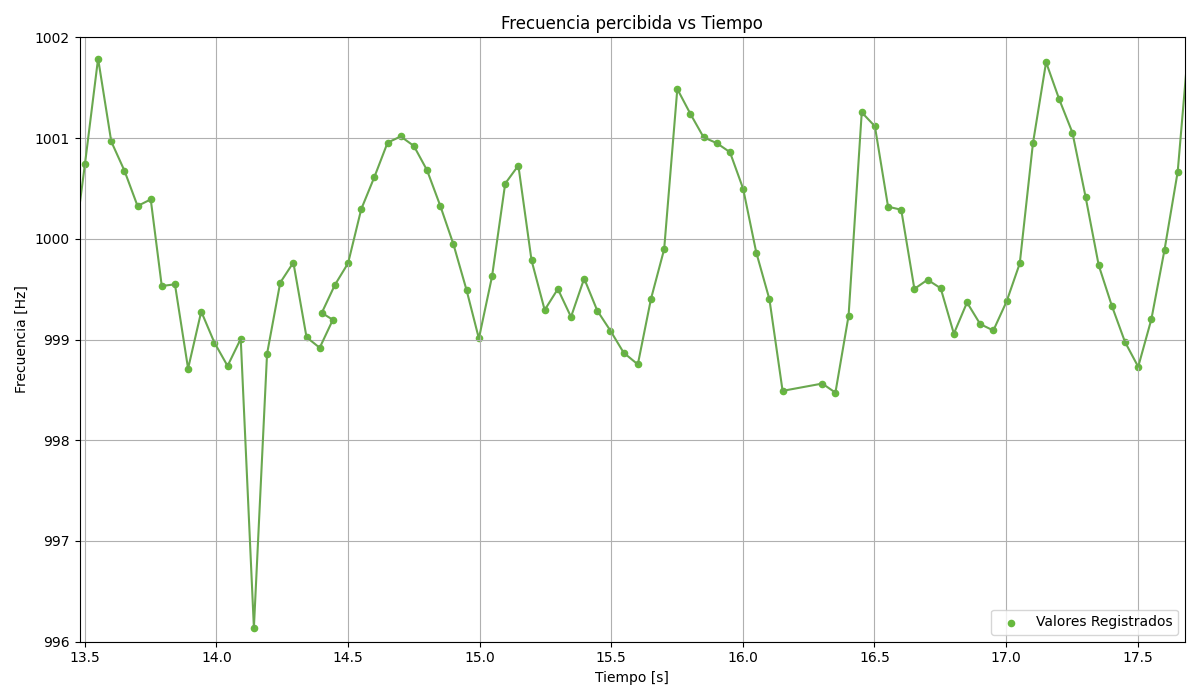 Frecuencia percibida vs Tiempo
1002
1001
1000
999
998
997
996
Frecuencia [Hz]
13.5 14.0 14.5 15.0 15.5 16.0 16.5 17.0 17.5
Tiempo [s]
Valores Registrados